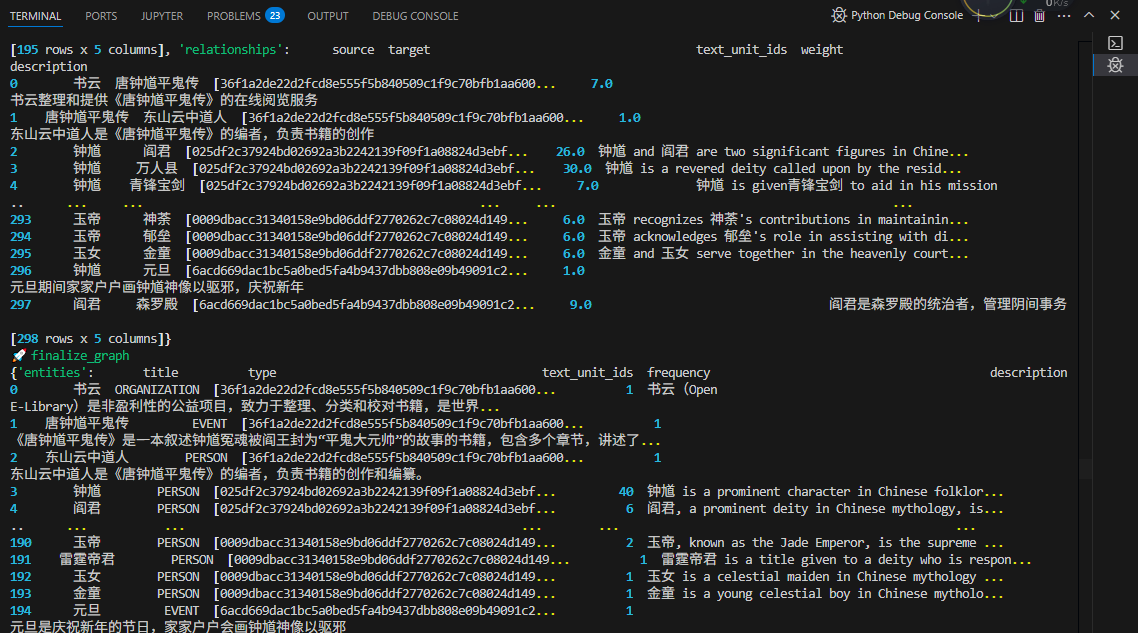 TERMINAL PORTS JUPYTER PROBLEMS 23 OUTPUT DEBUG CONSOLE Python Debug Console 0K/s
[195 rows x 5 columns], 'relationships': source target text_unit_ids weight
description
0 书云 唐钟馗平鬼传 [36f1a2de22d2fcd8e555f5b840509c1f9c70bfb1aa600... 7.0
书云整理和提供《唐钟馗平鬼传》的在线阅览服务
1 唐钟馗平鬼传 东山云中道人 [36f1a2de22d2fcd8e555f5b840509c1f9c70bfb1aa600... 1.0
东山云中道人是《唐钟馗平鬼传》的编者，负责书籍的创作
2 钟馗 阎君 [025df2c37924bd02692a3b2242139f09f1a08824d3ebf... 26.0 钟馗 and 阎君 are two significant figures in Chine...
3 钟馗 万人县 [025df2c37924bd02692a3b2242139f09f1a08824d3ebf... 30.0 钟馗 is a revered deity called upon by the resid...
4 钟馗 青锋宝剑 [025df2c37924bd02692a3b2242139f09f1a08824d3ebf... 7.0 钟馗 is given青锋宝剑 to aid in his mission
.. ... ... ... ... ...
293 玉帝 神荼 [0009dbacc31340158e9bd06ddf2770262c7c08024d149... 6.0 玉帝 recognizes 神荼's contributions in maintainin...
294 玉帝 郁垒 [0009dbacc31340158e9bd06ddf2770262c7c08024d149... 6.0 玉帝 acknowledges 郁垒's role in assisting with di...
295 玉女 金童 [0009dbacc31340158e9bd06ddf2770262c7c08024d149... 6.0 金童 and 玉女 serve together in the heavenly court...
296 钟馗 元旦 [6acd669dac1bc5a0bed5fa4b9437dbb808e09b49091c2... 1.0
元旦期间家家户户画钟馗神像以驱邪，庆祝新年
297 阎君 森罗殿 [6acd669dac1bc5a0bed5fa4b9437dbb808e09b49091c2... 9.0 阎君是森罗殿的统治者，管理阴间事务
[298 rows x 5 columns]}
🚀 finalize_graph
{'entities': title type text_unit_ids frequency description
0 书云 ORGANIZATION [36f1a2de22d2fcd8e555f5b840509c1f9c70bfb1aa600... 1 书云（Open
E-Library）是非盈利性的公益项目，致力于整理、分类和校对书籍，是世界...
1 唐钟馗平鬼传 EVENT [36f1a2de22d2fcd8e555f5b840509c1f9c70bfb1aa600... 1
《唐钟馗平鬼传》是一本叙述钟馗冤魂被阎王封为“平鬼大元帅”的故事的书籍，包含多个章节，讲述了...
2 东山云中道人 PERSON [36f1a2de22d2fcd8e555f5b840509c1f9c70bfb1aa600... 1
东山云中道人是《唐钟馗平鬼传》的编者，负责书籍的创作和编纂。
3 钟馗 PERSON [025df2c37924bd02692a3b2242139f09f1a08824d3ebf... 40 钟馗 is a prominent character in Chinese folklor...
4 阎君 PERSON [025df2c37924bd02692a3b2242139f09f1a08824d3ebf... 6 阎君, a prominent deity in Chinese mythology, is...
.. ... ... ... ... ...
190 玉帝 PERSON [0009dbacc31340158e9bd06ddf2770262c7c08024d149... 2 玉帝, known as the Jade Emperor, is the supreme ...
191 雷霆帝君 PERSON [0009dbacc31340158e9bd06ddf2770262c7c08024d149... 1 雷霆帝君 is a title given to a deity who is respon...
192 玉女 PERSON [0009dbacc31340158e9bd06ddf2770262c7c08024d149... 1 玉女 is a celestial maiden in Chinese mythology ...
193 金童 PERSON [0009dbacc31340158e9bd06ddf2770262c7c08024d149... 1 金童 is a young celestial boy in Chinese mytholo...
194 元旦 EVENT [6acd669dac1bc5a0bed5fa4b9437dbb808e09b49091c2... 1
元旦是庆祝新年的节日，家家户户会画钟馗神像以驱邪